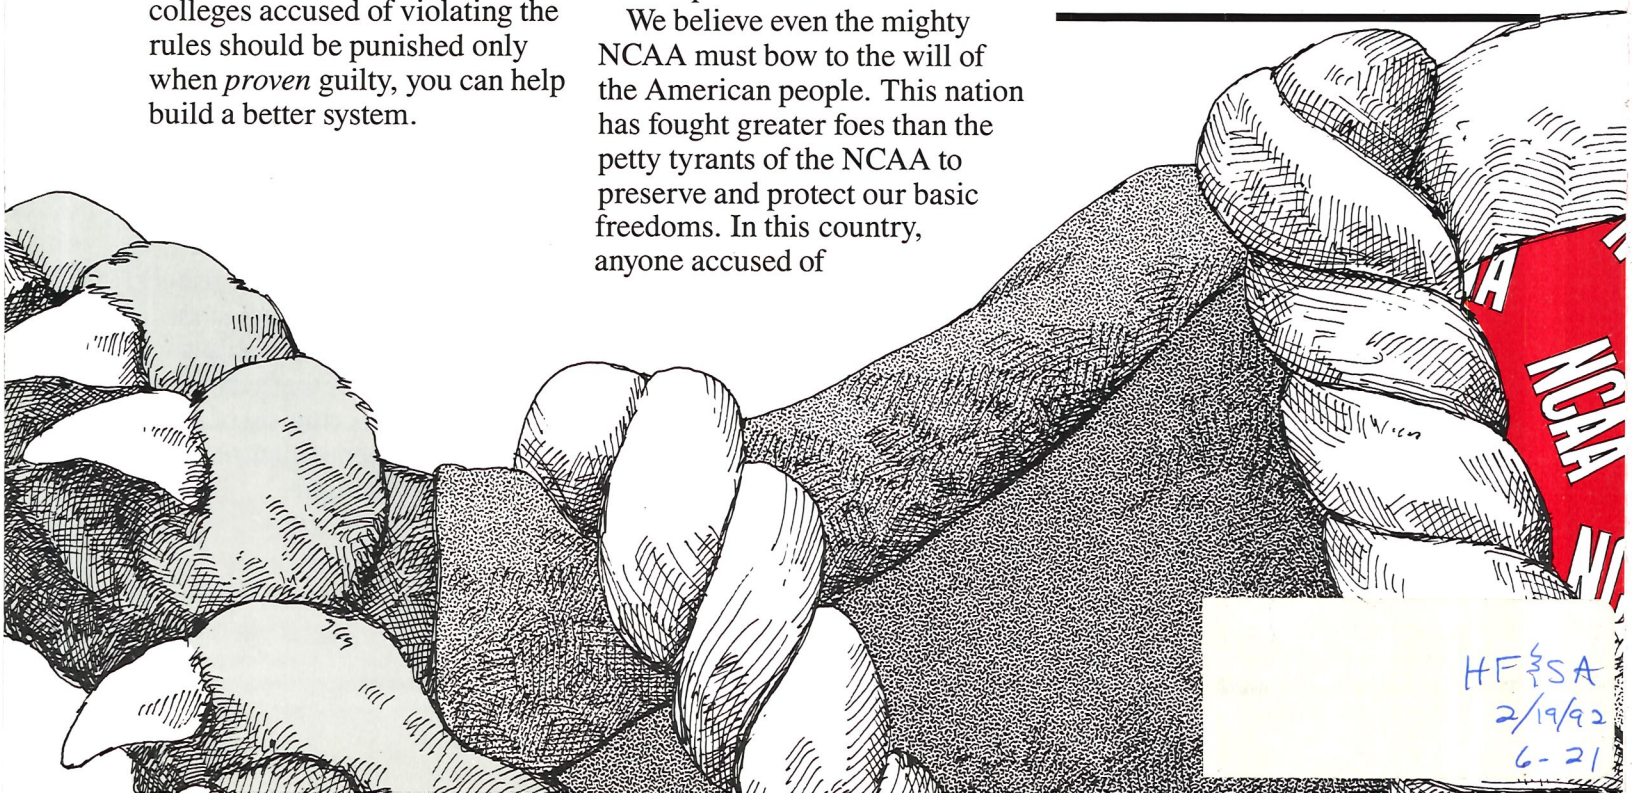 colleges accused of violating the
rules should be punished only
when proven guilty, you can help
build a better system.
We believe even the mighty
NCAA must bow to the will of
the American people. This nation
has fought greater foes than the
petty tyrants of the NCAA to
preserve and protect our basic
freedoms. In this country,
anyone accused of
A
NCAA
NC
HF&SA
2/19/92
6-21